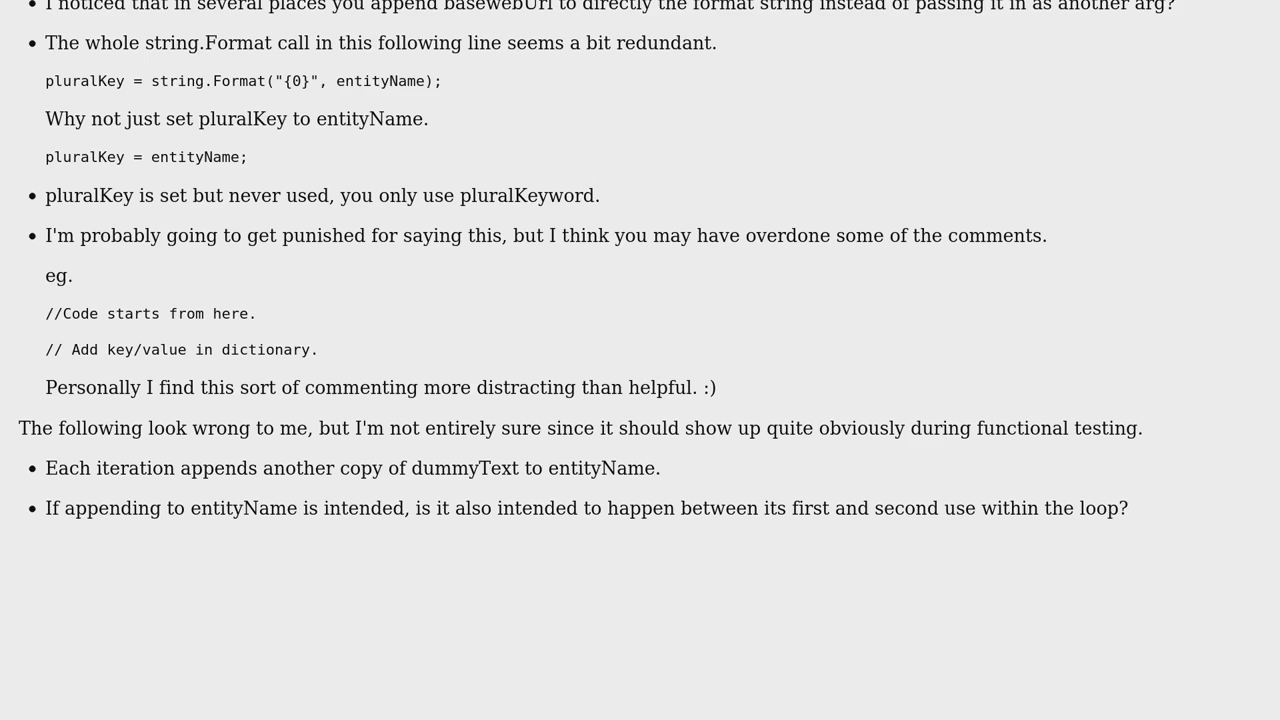 I noticed that in several places you append basewebUrl to directly the format string instead of passing it in as another arg?
The whole string.Format call in this following line seems a bit redundant.
pluralKey = string.Format("{0}", entityName);
Why not just set pluralKey to entityName.
pluralKey = entityName;
pluralKey is set but never used, you only use pluralKeyword.
I'm probably going to get punished for saying this, but I think you may have overdone some of the comments.
eg.
//Code starts from here.
// Add key/value in dictionary.
Personally I find this sort of commenting more distracting than helpful. :)
The following look wrong to me, but I'm not entirely sure since it should show up quite obviously during functional testing.
Each iteration appends another copy of dummyText to entityName.
If appending to entityName is intended, is it also intended to happen between its first and second use within the loop?